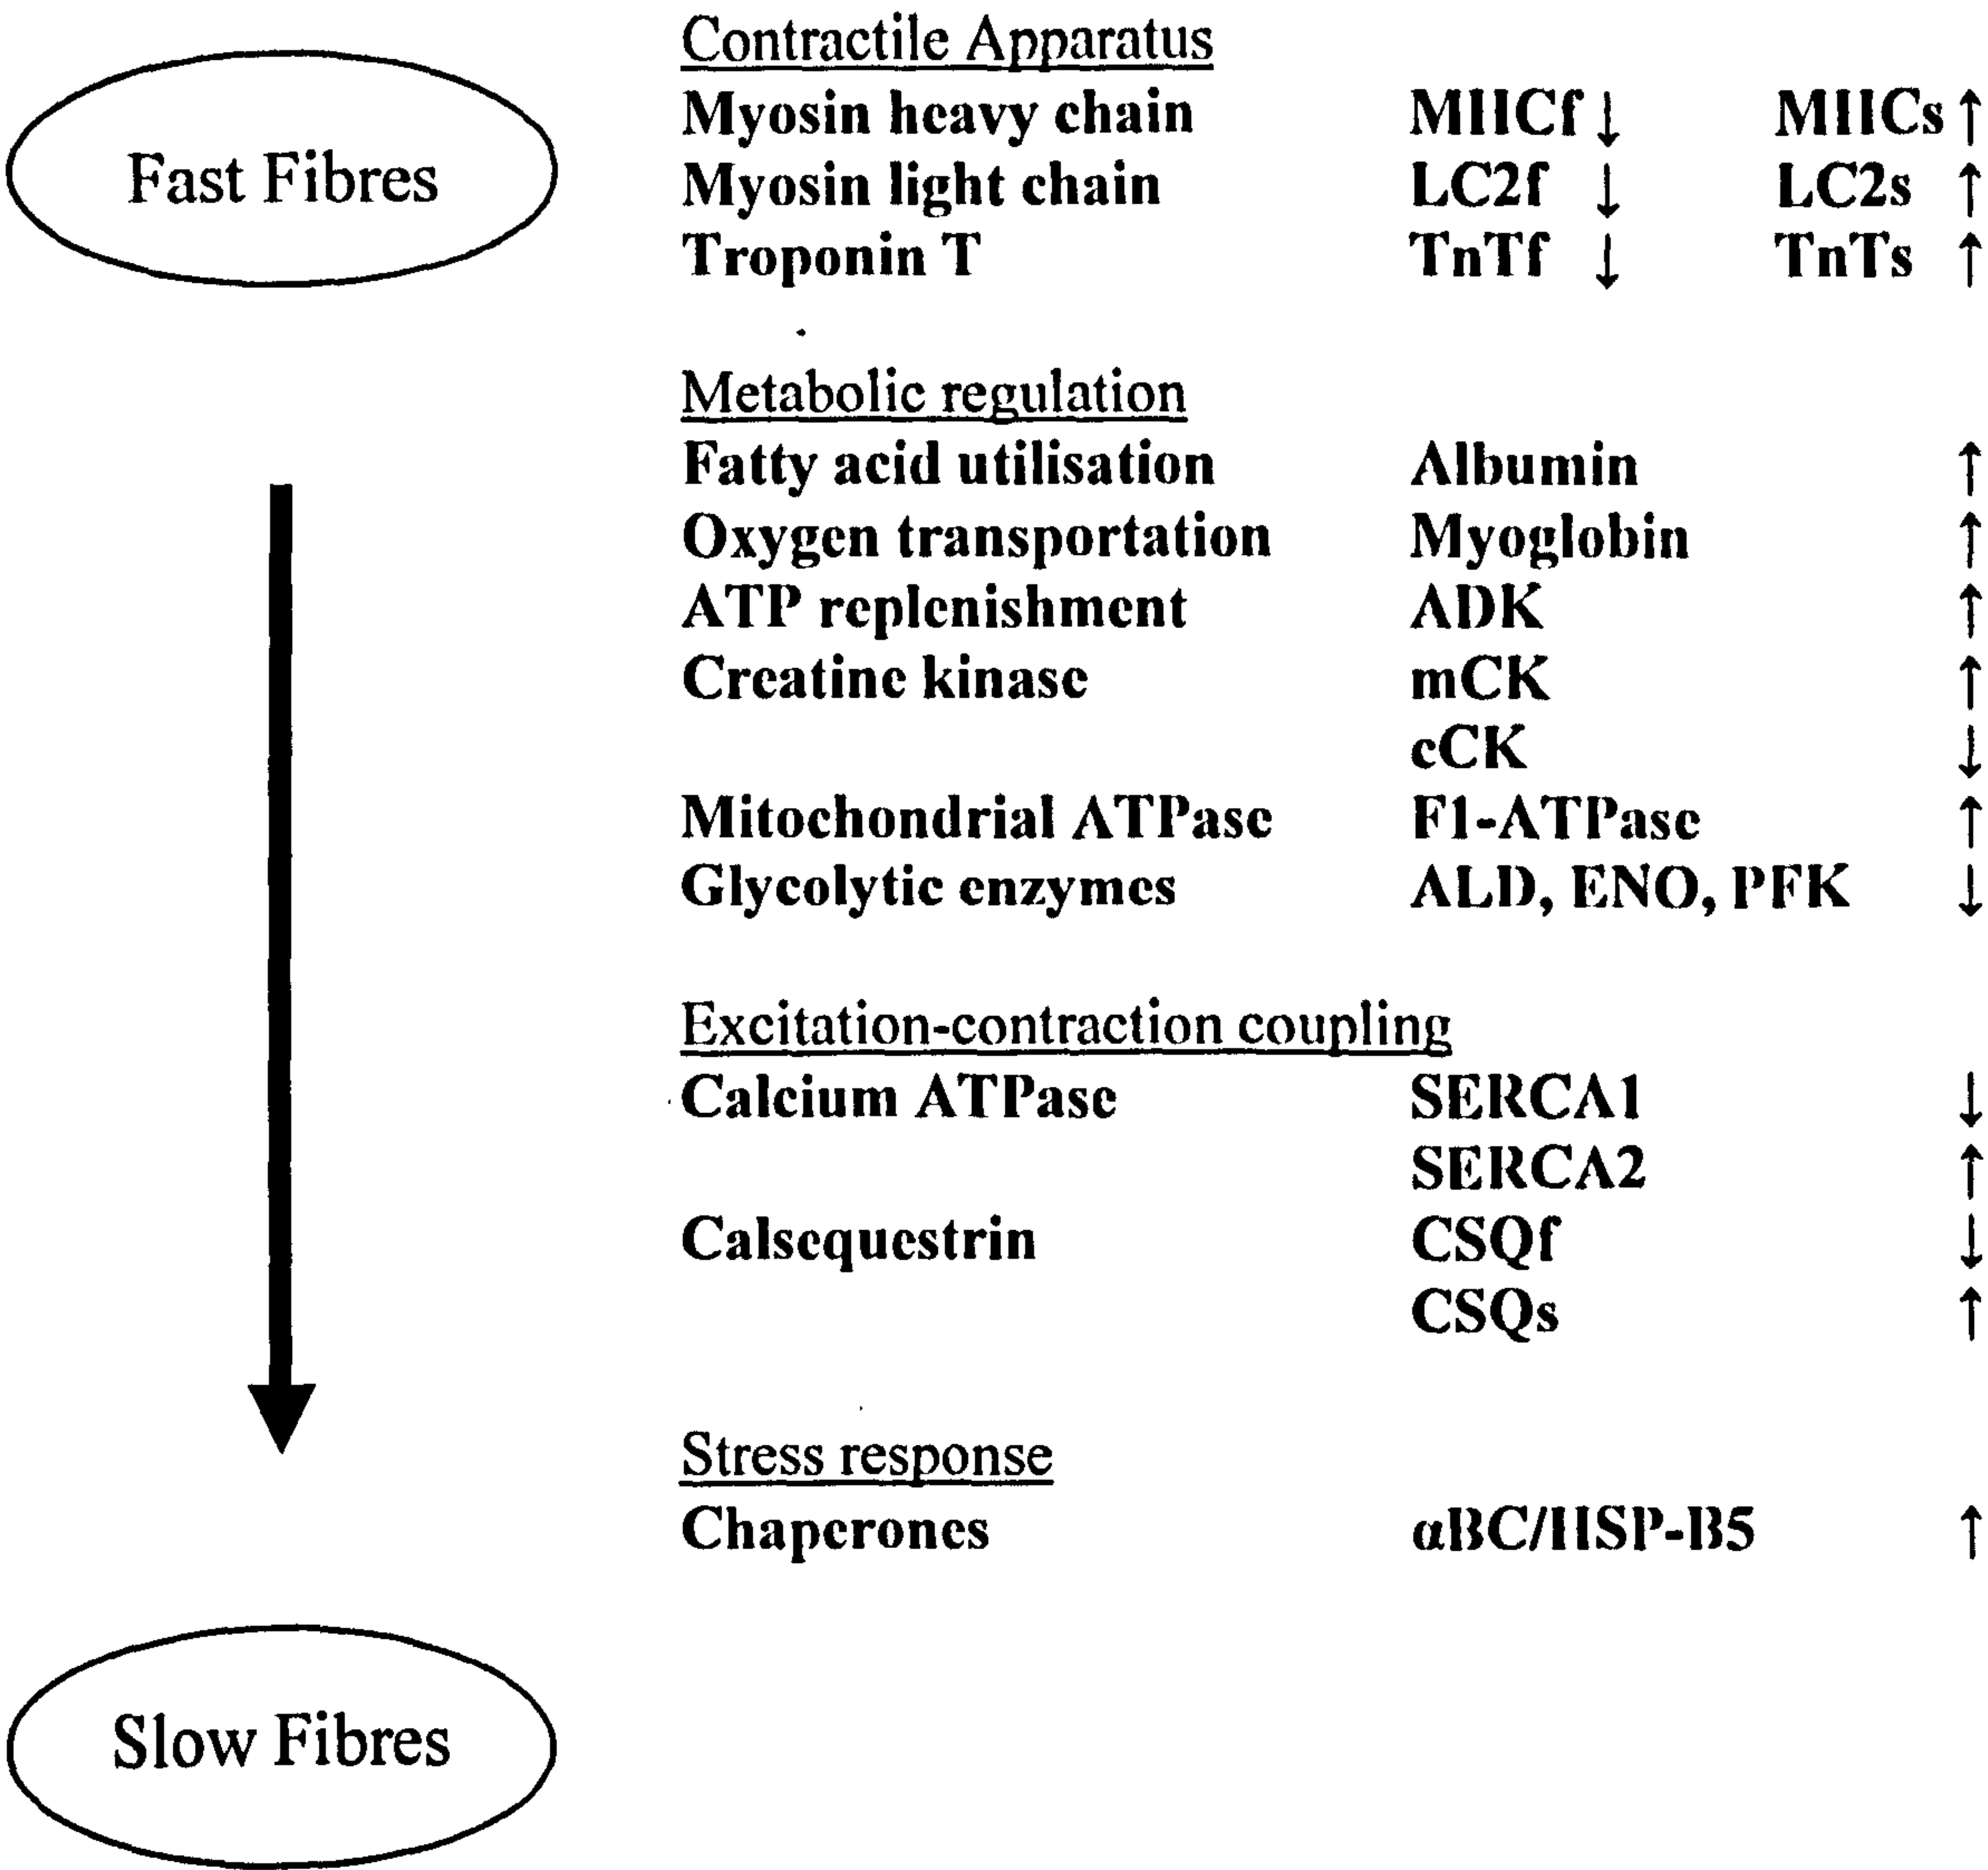 Contractile Apparatus
Myosin heavy chain MHCf ↓ MHCs ↑
Fast Fibres
Myosin light chain LC2f ↓ LC2s ↑
Troponin T TnTf ↓ TnTs ↑
Metabolic regulation
Fatty acid utilisation Albumin ↑
Oxygen transportation Myoglobin ↑
ATP replenishment ADK ↑
Creatine kinase mCK ↑
cCK ↓
Mitochondrial ATPase F1-ATPase ↑
Glycolytic enzymes ALD, ENO, PFK ↓
Excitation-contraction coupling
Calcium ATPase SERCA1 ↓
SERCA2 ↑
Calsequestrin CSQf ↓
CSQs ↑
Stress response
Chaperones αBC/HSP-B5 ↑
Slow Fibres